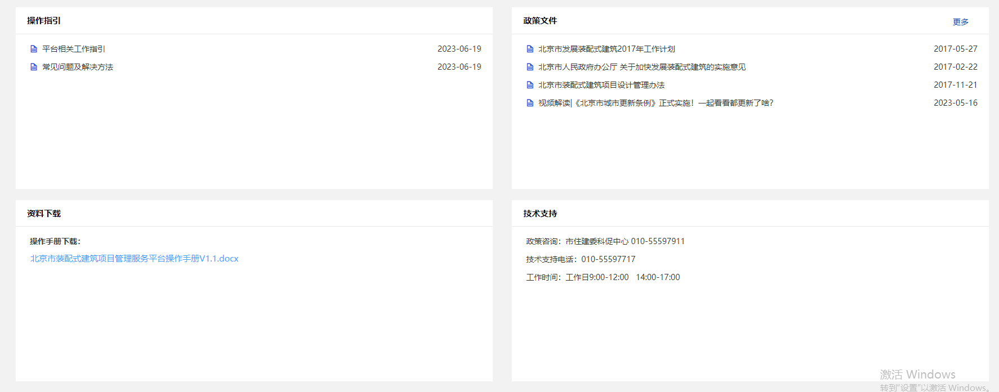 操作指引
平台相关工作指引 2023-06-19
常见问题及解决方法 2023-06-19
政策文件 更多
北京市发展装配式建筑2017年工作计划 2017-05-27
北京市人民政府办公厅 关于加快发展装配式建筑的实施意见 2017-02-22
北京市装配式建筑项目设计管理办法 2017-11-21
视频解读|《北京市城市更新条例》正式实施！一起看看都更新了啥？ 2023-05-16
资料下载
操作手册下载：
北京市装配式建筑项目管理服务平台操作手册V1.1.docx
技术支持
政策咨询：市住建委科促中心 010-55597911
技术支持电话：010-55597717
工作时间：工作日9:00-12:00 14:00-17:00
激活 Windows
转到"设置"以激活 Windows。